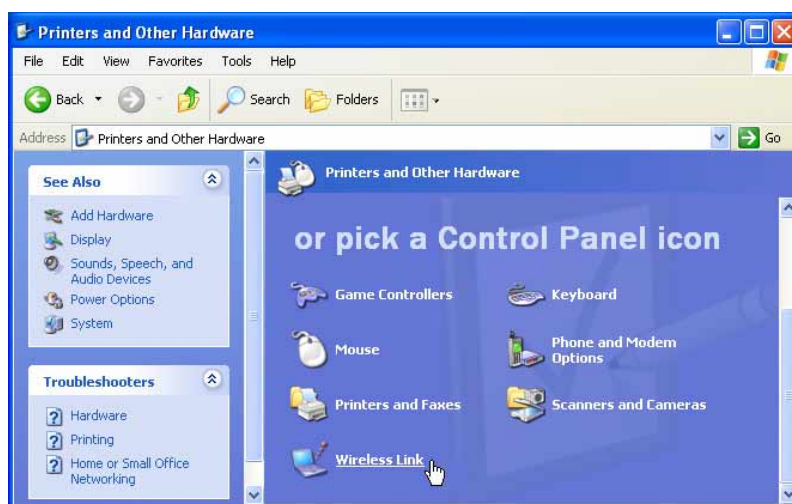 Printers and Other Hardware
File Edit View Favorites Tools Help
Back Search Folders
Address Printers and Other Hardware Go
See Also
Add Hardware
Display
Sounds, Speech, and
Audio Devices
Power Options
System
Troubleshooters
Hardware
Printing
Home or Small Office
Networking
Printers and Other Hardware
or pick a Control Panel icon
Game Controllers
Keyboard
Mouse
Phone and Modem
Options
Printers and Faxes
Scanners and Cameras
Wireless Link